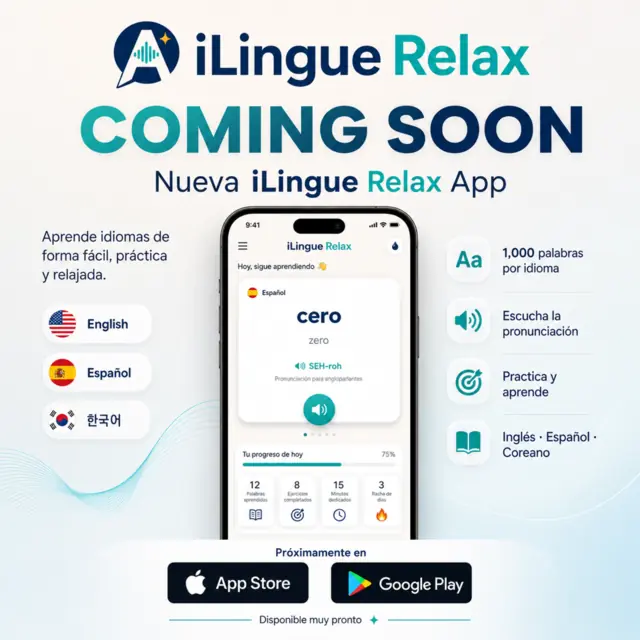 iLingue Relax
COMING SOON
Nueva iLingue Relax App
Aprende idiomas de
forma fácil, práctica
y relajada.
English
Español
한국어
9:41
iLingue Relax
Hoy, sigue aprendiendo 👋
Español
cero
zero
SEH-roh
Pronunciación para angloparlantes
Tu progreso de hoy
75%
12
Palabras
aprendidas
8
Ejercicios
completados
15
Minutos
dedicados
3
Racha de
días
Aa
1,000 palabras
por idioma
Escucha la
pronunciación
Practica y
aprende
Inglés · Español ·
Coreano
Próximamente en
App Store
Google Play
Disponible muy pronto